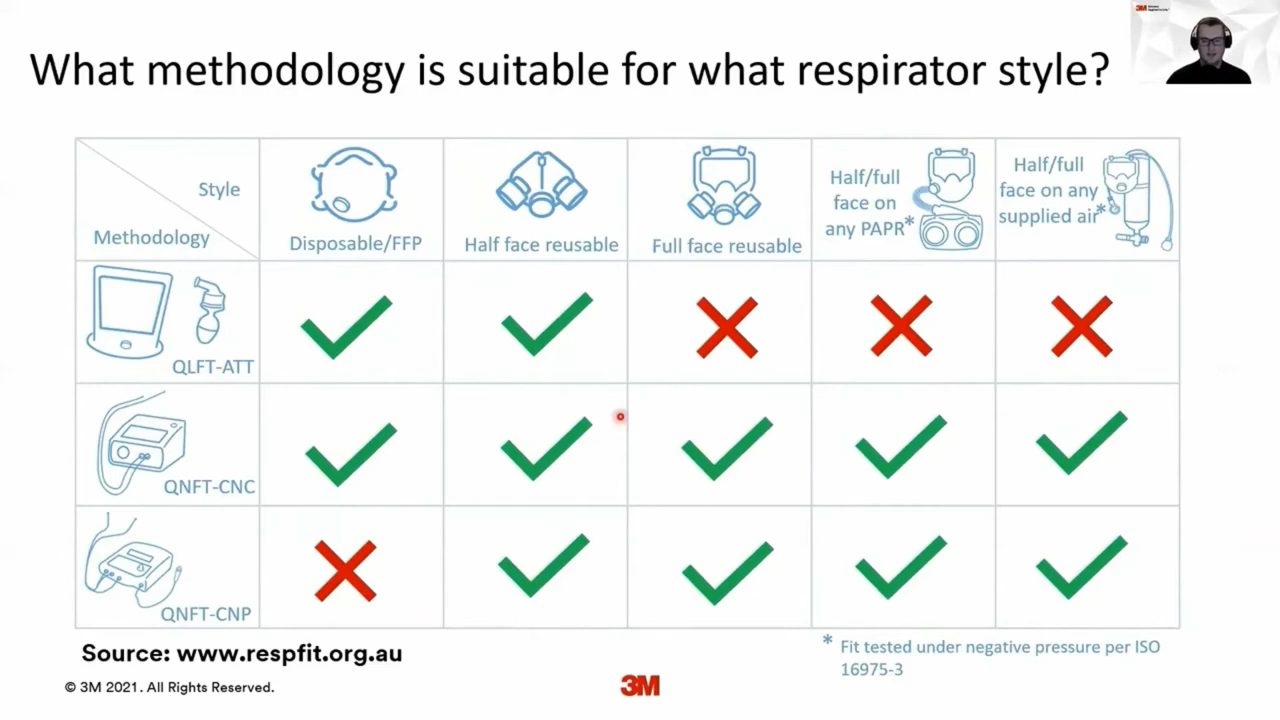 What methodology is suitable for what respirator style?
3M
Style
Methodology
Disposable/FFP
Half face reusable
Full face reusable
Half/full
face on
any PAPR*
Half/full
face on any
supplied air*
QLFT-ATT
QNFT-CNC
QNFT-CNP
Source: www.respfit.org.au
* Fit tested under negative pressure per ISO
16975-3
© 3M 2021. All Rights Reserved.
3M